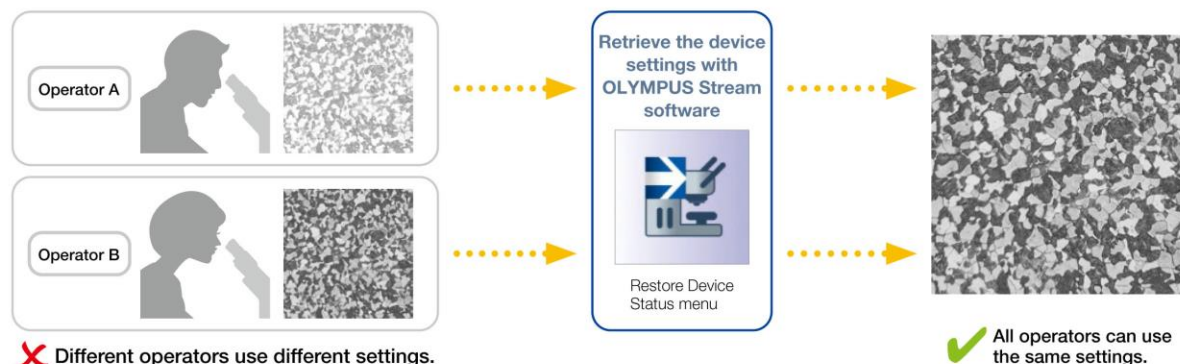 Operator A
Operator B
Different operators use different settings.
Retrieve the device
settings with
OLYMPUS Stream
software
Restore Device
Status menu
All operators can use
the same settings.